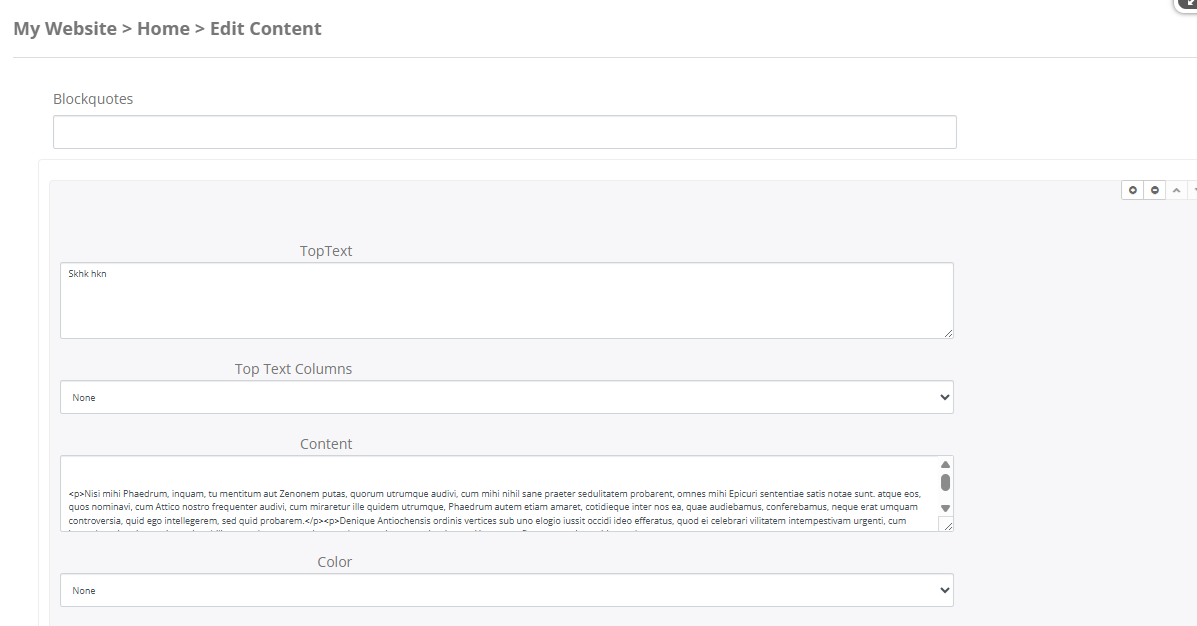 My Website > Home > Edit Content
Blockquotes
TopText
Skhk hkn
Top Text Columns
None
Content
<p>Nisi mihi Phaedrum, inquam, tu mentitum aut Zenonem putas, quorum utrumque audivi, cum mihi nihil sane praeter sedulitatem probarent, omnes mihi Epicuri sententiae satis notae sunt. atque eos,
quos nominavi, cum Attico nostro frequenter audivi, cum miraretur ille quidem utrumque, Phaedrum autem etiam amaret, cotidieque inter nos ea, quae audiebamus, conferebamus, neque erat umquam
controversia, quid ego intellegerem, sed quid probarem.</p><p>Denique Antiochensis ordinis vertices sub uno elogio iussit occidi ideo efferatus, quod ei celebrari vilitatem intempestivam urgenti, cum
Color
None